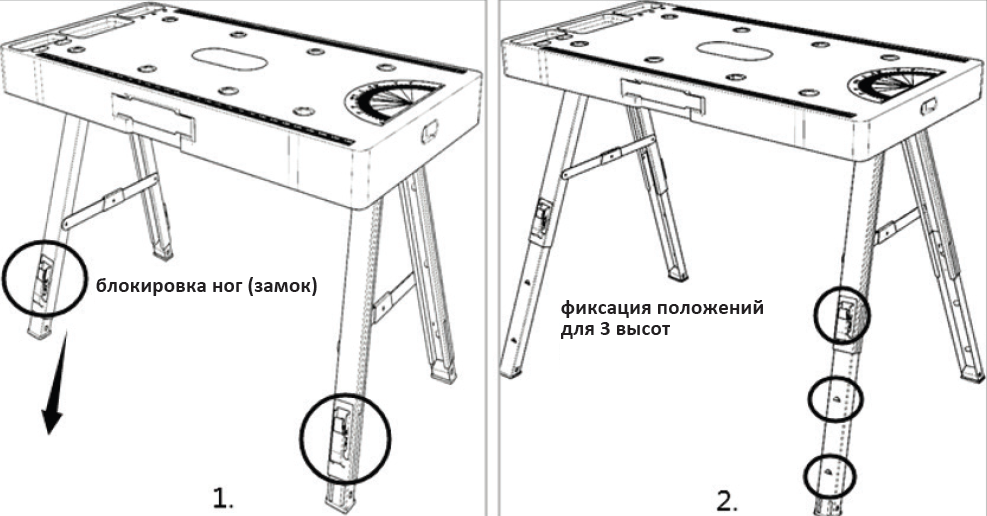 блокировка ног (замок)
фиксация положений
для 3 высот
1.
2.